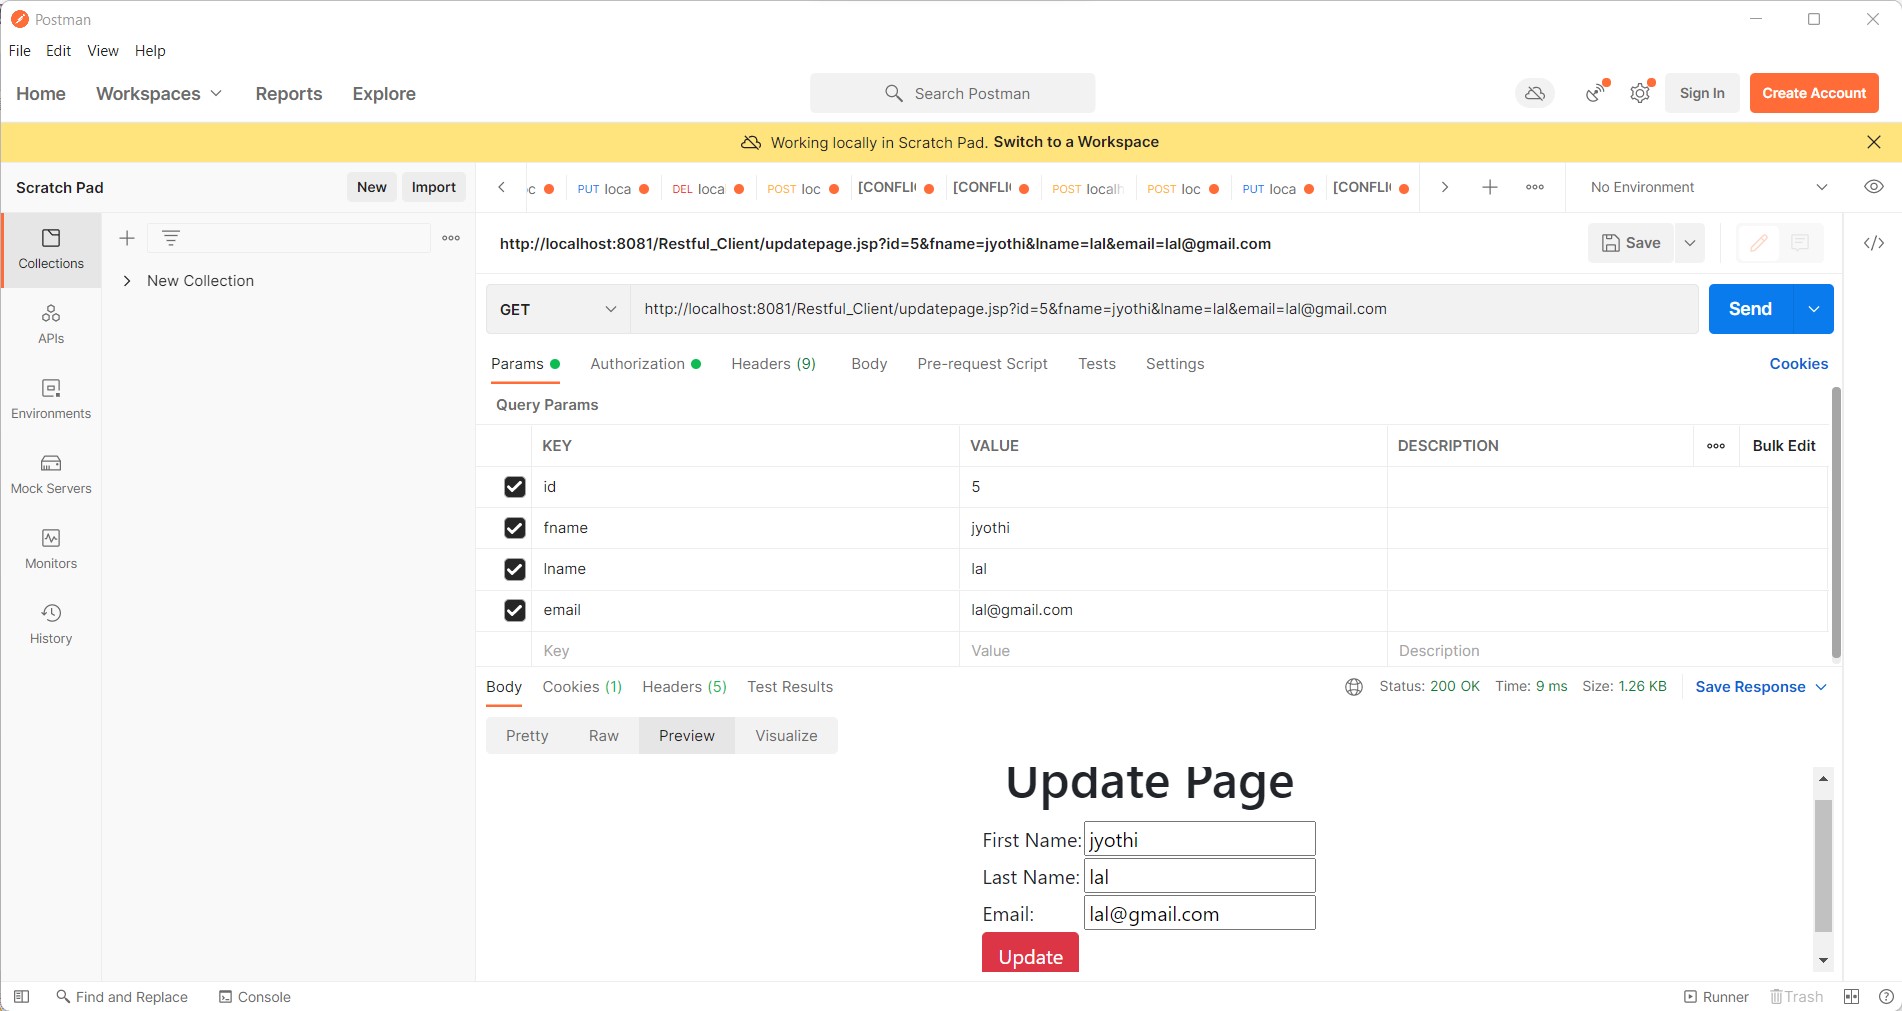 Postman
File Edit View Help
Home Workspaces Reports Explore Search Postman Sign In Create Account
Working locally in Scratch Pad. Switch to a Workspace
Scratch Pad New Import
PUT loca DEL loca POST loc [CONFLI [CONFLI POST localh POST loc PUT loca [CONFLI No Environment
http://localhost:8081/Restful_Client/updatepage.jsp?id=5&fname=jyothi&lname=lal&email=lal@gmail.com Save
Collections
New Collection
APIs
Environments
Mock Servers
Monitors
History
GET http://localhost:8081/Restful_Client/updatepage.jsp?id=5&fname=jyothi&lname=lal&email=lal@gmail.com Send
Params Authorization Headers (9) Body Pre-request Script Tests Settings Cookies
Query Params
KEY VALUE DESCRIPTION Bulk Edit
id 5
fname jyothi
lname lal
email lal@gmail.com
Key Value Description
Body Cookies (1) Headers (5) Test Results Status: 200 OK Time: 9 ms Size: 1.26 KB Save Response
Pretty Raw Preview Visualize
Update Page
First Name: jyothi
Last Name: lal
Email: lal@gmail.com
Update
Find and Replace Console Runner Trash